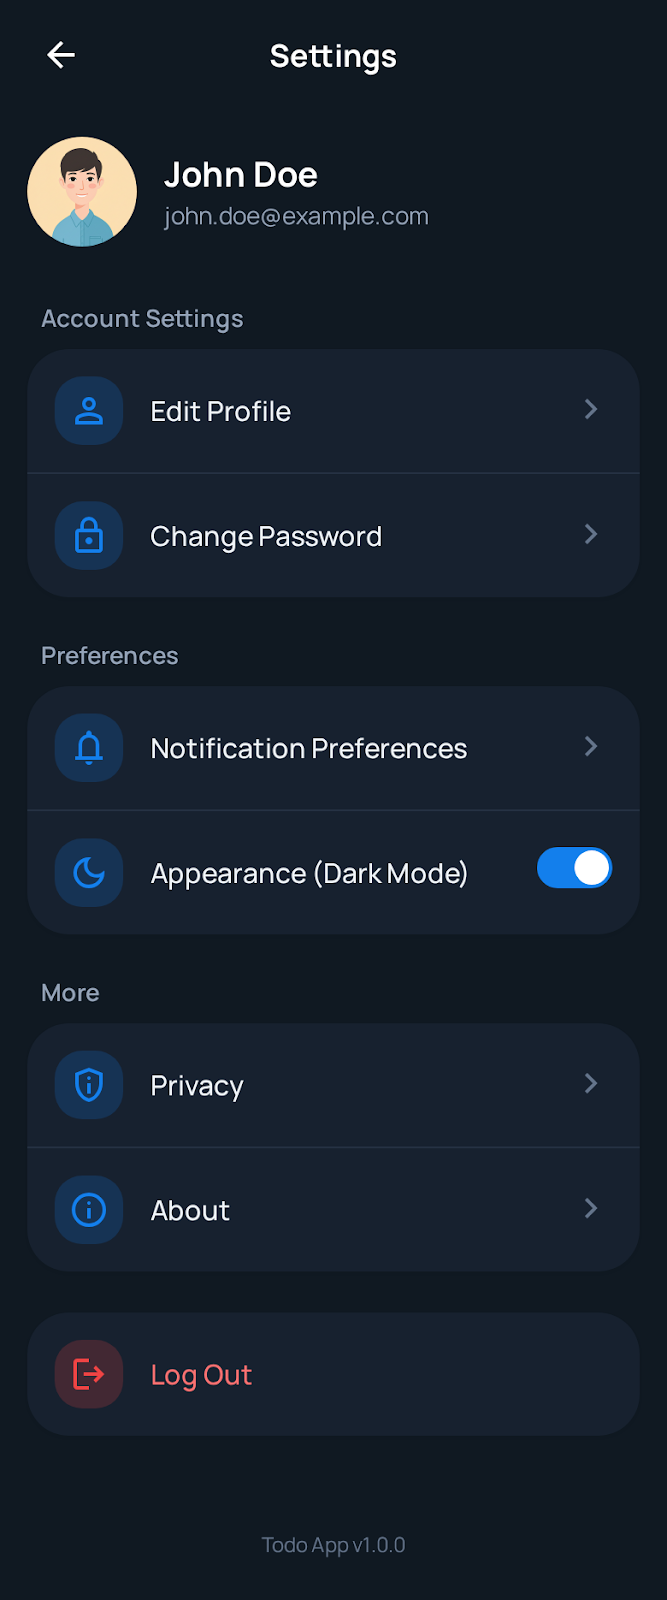 Settings
John Doe
john.doe@example.com
Account Settings
Edit Profile
Change Password
Preferences
Notification Preferences
Appearance (Dark Mode)
More
Privacy
About
Log Out
Todo App v1.0.0